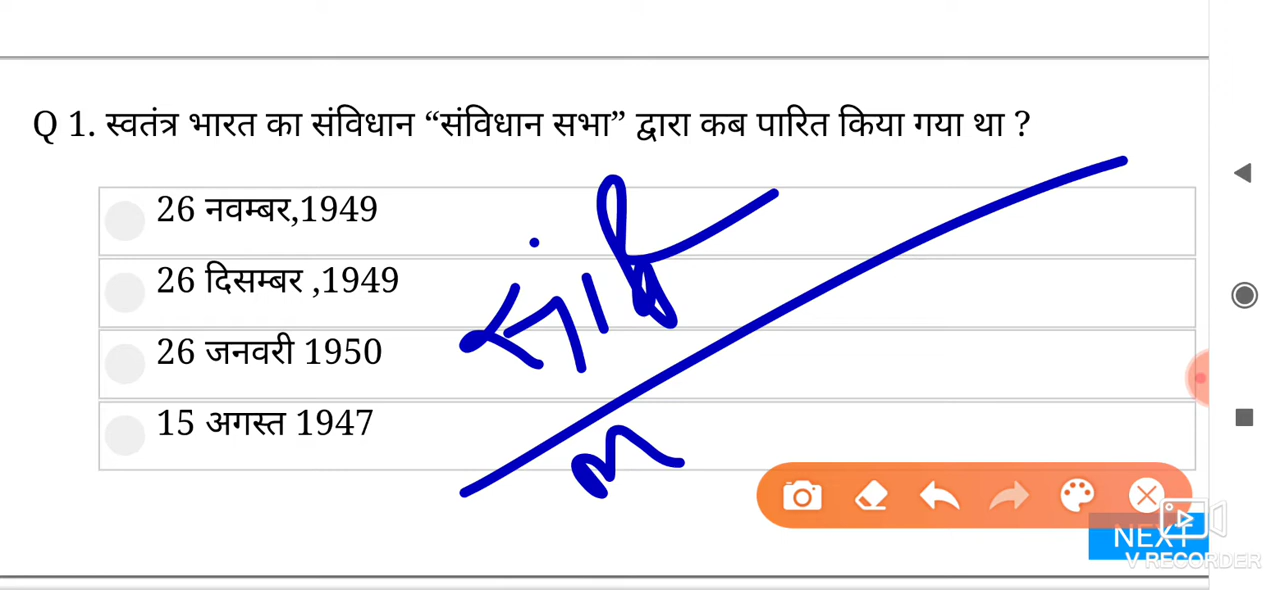 Q 1. स्वतंत्र भारत का संविधान “संविधान सभा” द्वारा कब पारित किया गया था ?
26 नवम्बर,1949
26 दिसम्बर ,1949
26 जनवरी 1950
15 अगस्त 1947
NEXT
V RECORDER